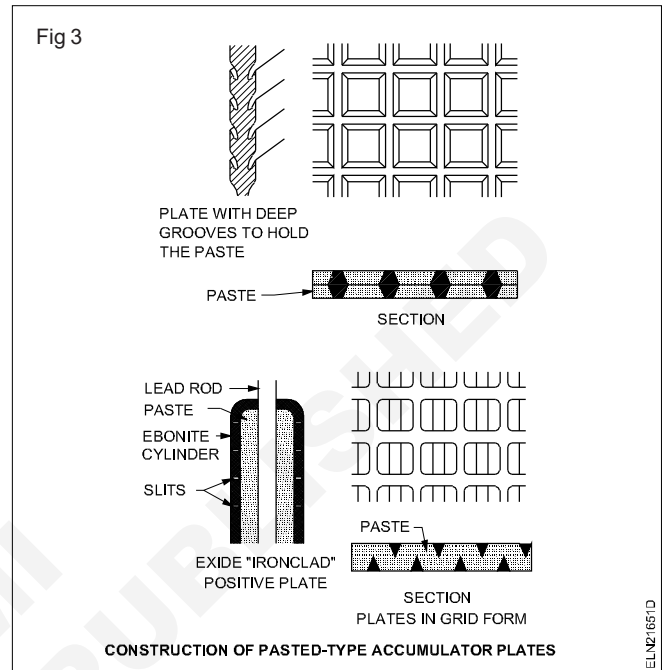 Fig 3
PLATE WITH DEEP
GROOVES TO HOLD
THE PASTE
PASTE
SECTION
LEAD ROD
PASTE
EBONITE
CYLINDER
SLITS
EXIDE "IRONCLAD"
POSITIVE PLATE
PASTE
SECTION
PLATES IN GRID FORM
CONSTRUCTION OF PASTED-TYPE ACCUMULATOR PLATES
ELN21651D
PUBLISHED